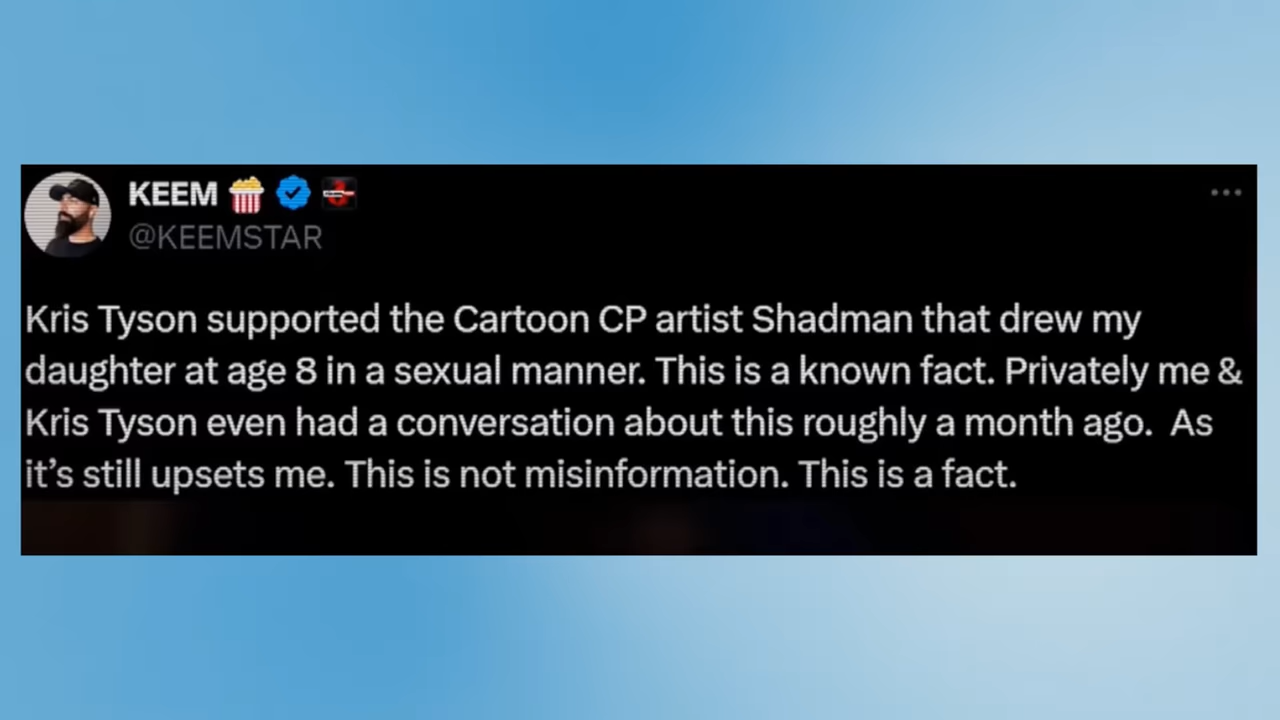 KEEM 🍿
@KEEMSTAR
Kris Tyson supported the Cartoon CP artist Shadman that drew my
daughter at age 8 in a sexual manner. This is a known fact. Privately me &
Kris Tyson even had a conversation about this roughly a month ago.  As
it's still upsets me. This is not misinformation. This is a fact.